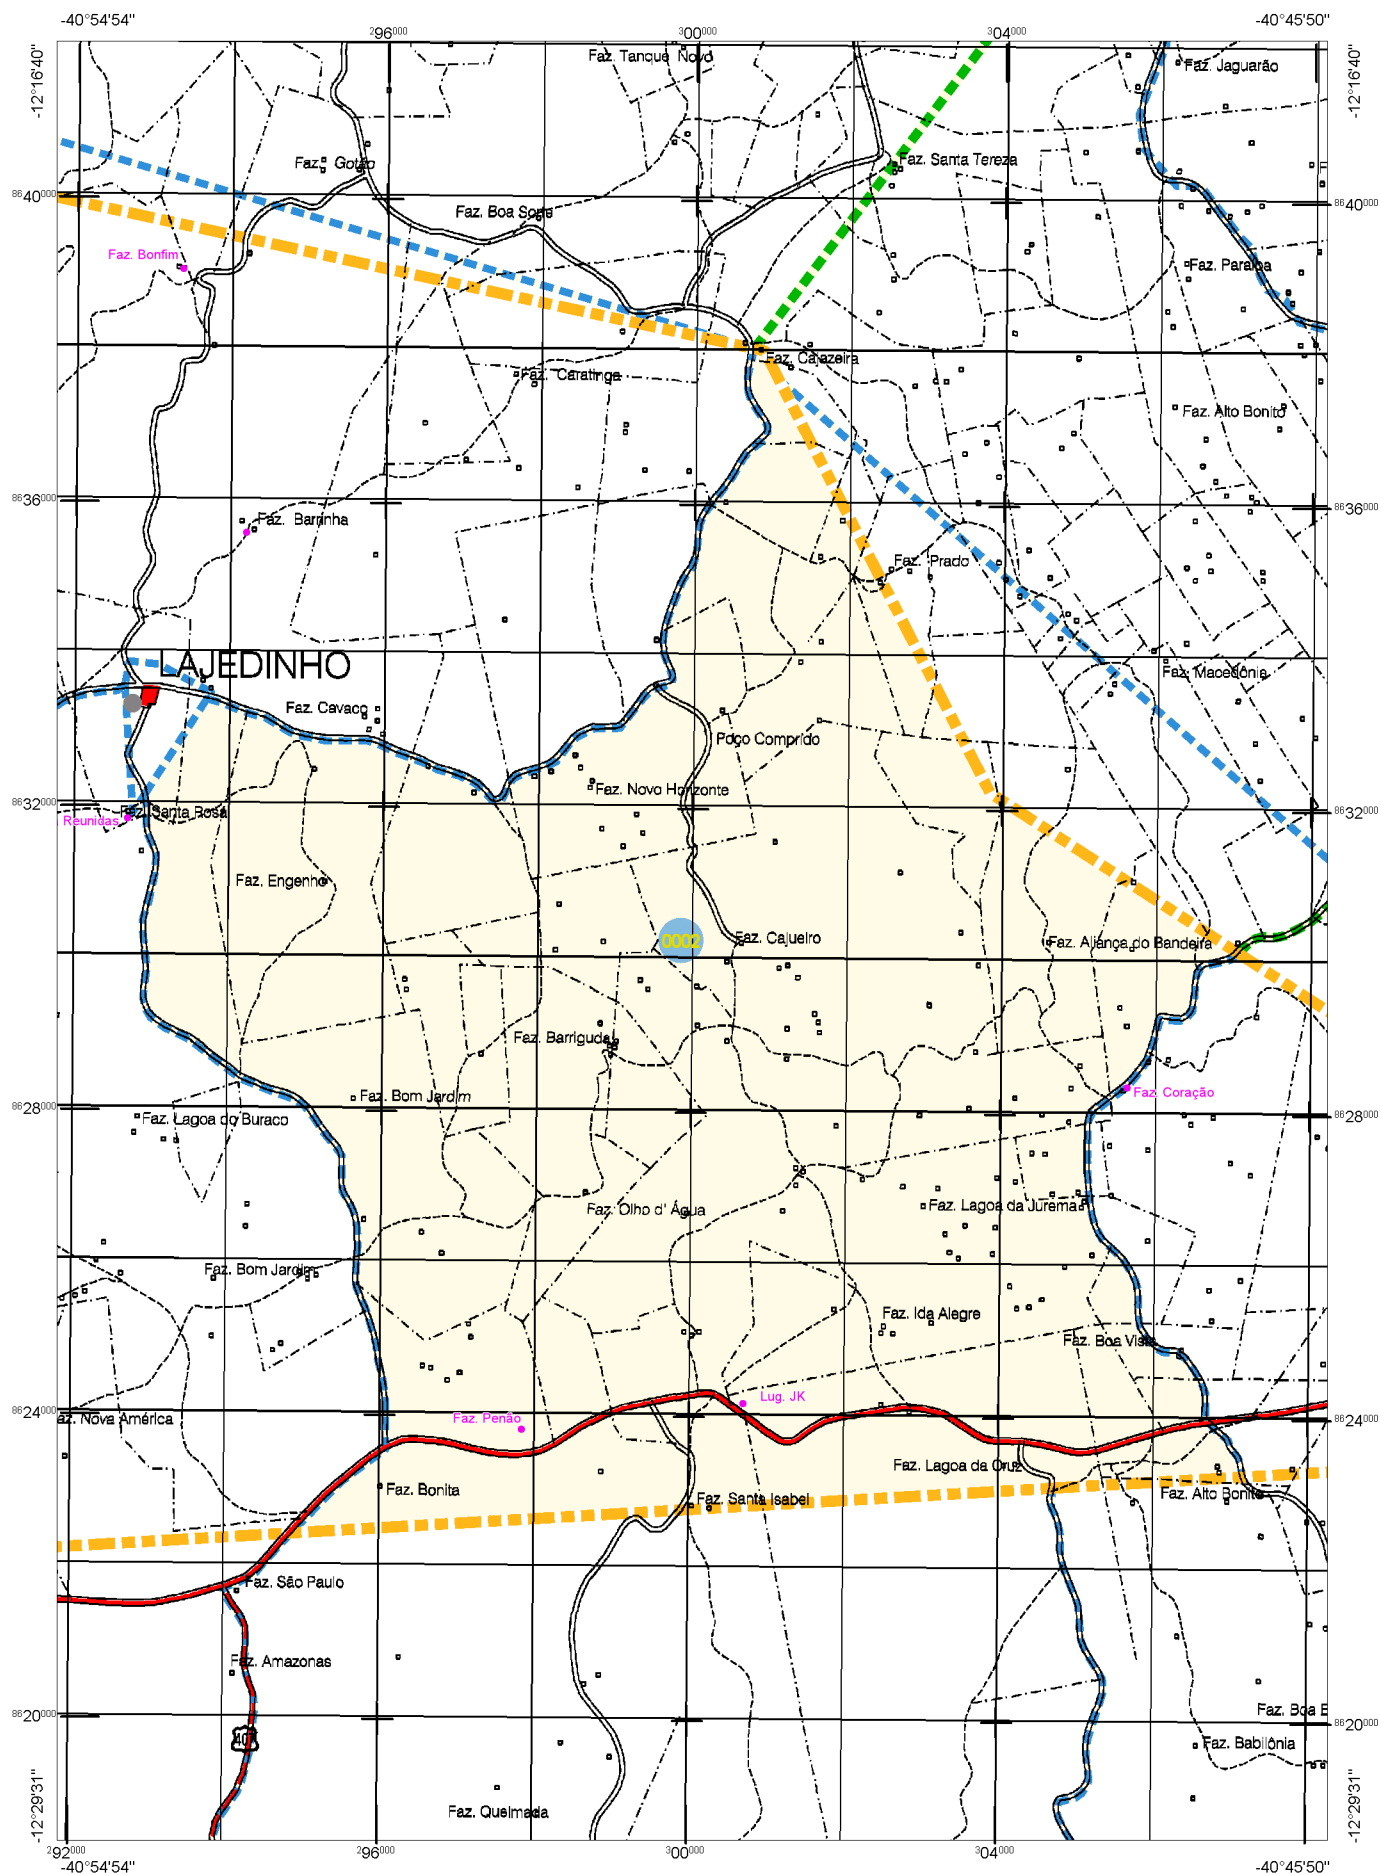 -40°54'54"
-40°45'50"
296000
300000
304000
-12°16'40"
-12°16'40"
Faz. Tanque Novo
Faz. Jaguarão
Faz. Gotão
Faz. Santa Tereza
8640000
8640000
Faz. Boa Sorte
Faz. Bonfim
Faz. Paraiba
Faz. Cajazeira
Faz. Caratinga
Faz. Alto Bonito
8636000
8636000
Faz. Barrinha
Faz. Prado
LAJEDINHO
Faz. Macedônia
Faz. Cavaco
Poço Comprido
Faz. Novo Horizonte
8632000
8632000
Faz. Santa Rosa
Reunidas
Faz. Engenho
0002
Faz. Cajueiro
Faz. Aliança do Bandeira
Faz. Barriguda
Faz. Bom Jardim
Faz. Coração
8628000
8628000
Faz. Lagoa do Buraco
Faz. Olho d' Água
Faz. Lagoa da Jurema
Faz. Bom Jardim
Faz. Ida Alegre
Faz. Boa Vista
Lug. JK
8624000
8624000
az. Nova América
Faz. Penão
Faz. Lagoa da Cruz
Faz. Bonita
Faz. Santa Isabel
Faz. Alto Bonito
Faz. São Paulo
Faz. Amazonas
Faz. Boa E
8620000
8620000
407
Faz. Babilônia
Faz. Queimada
-12°29'31"
-12°29'31"
292000
296000
300000
304000
-40°54'54"
-40°45'50"